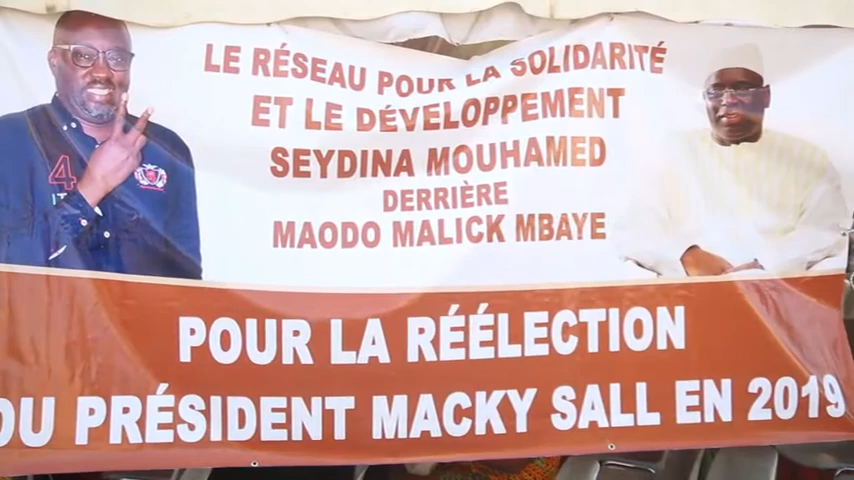 LE RÉSEAU POUR LA SOLIDARITÉ
ET LE DÉVELOPPEMENT
SEYDINA MOUHAMED
DERRIÈRE
MAODO MALICK MBAYE
4
POUR LA RÉÉLECTION
DU PRÉSIDENT MACKY SALL EN 2019